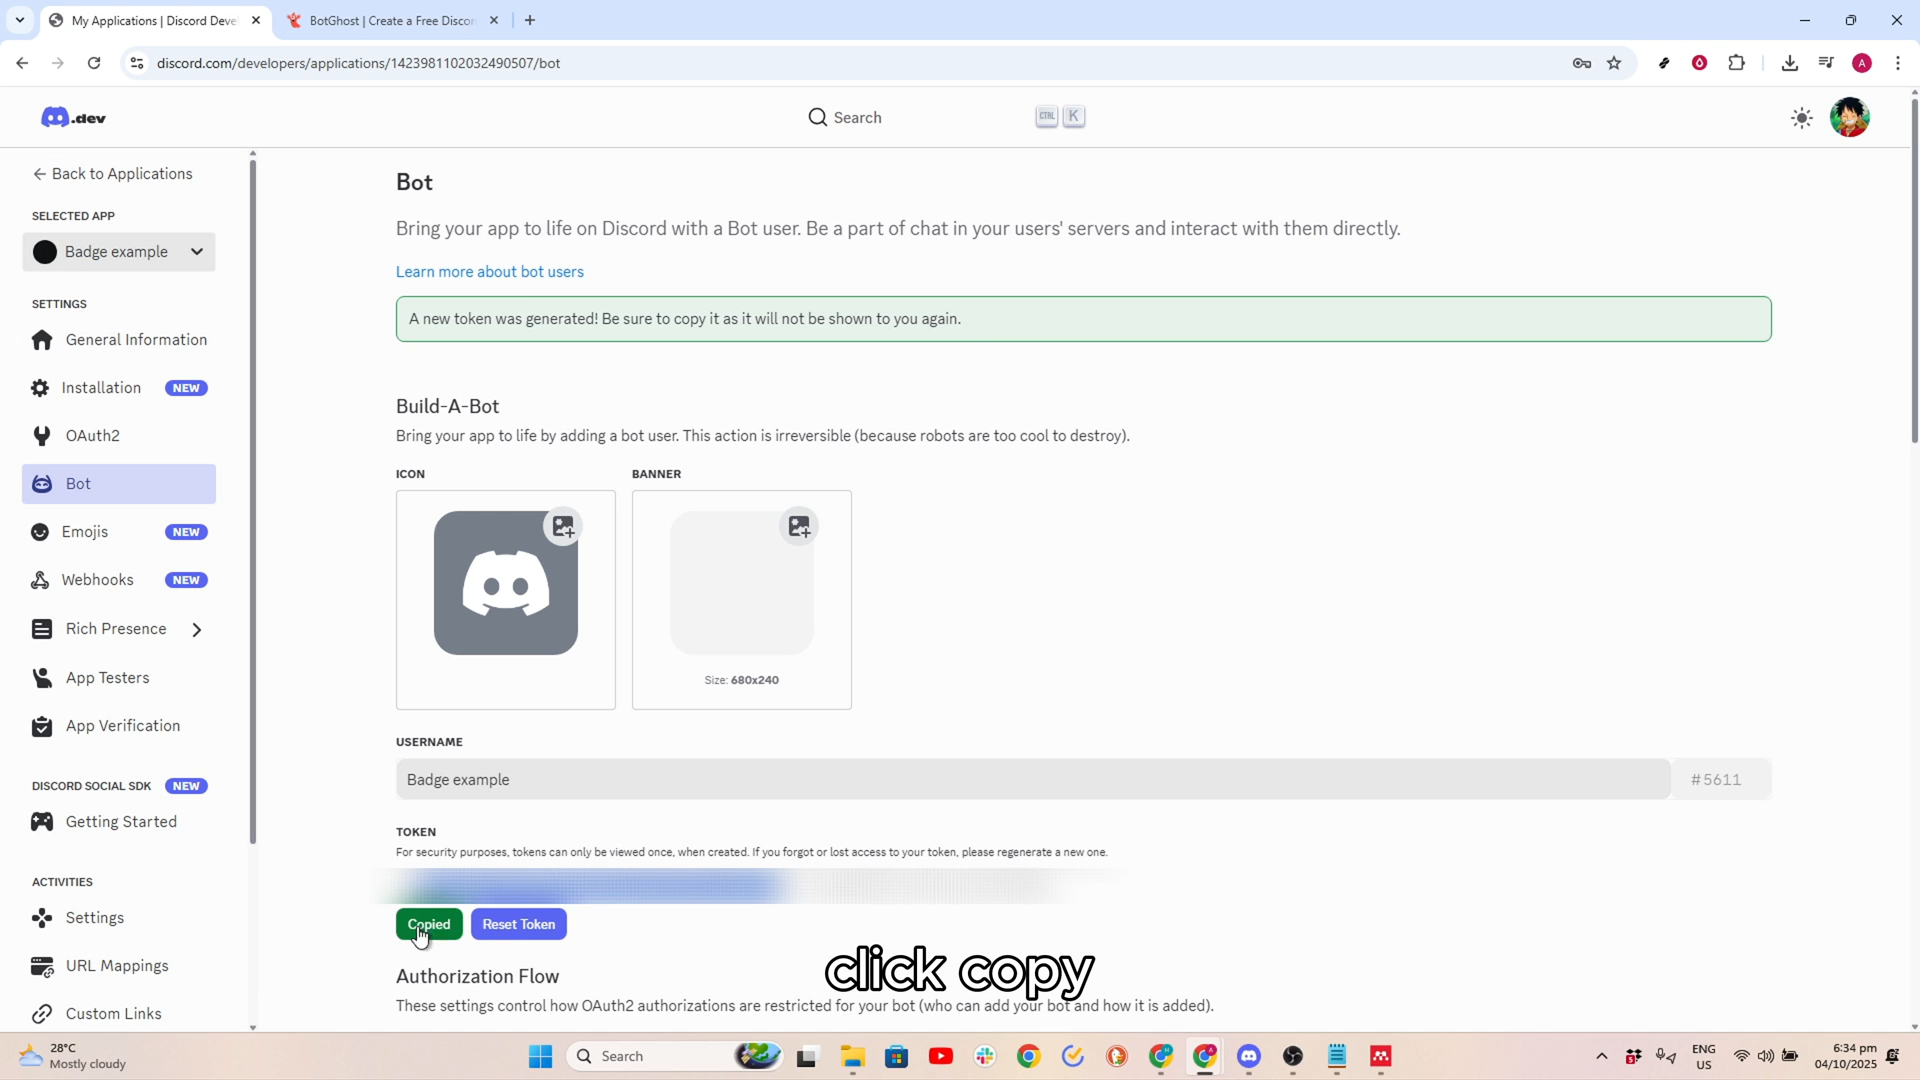 My Applications | Discord Deve
BotGhost | Create a Free Discor
discord.com/developers/applications/1423981102032490507/bot
A
.dev
Search
CTRL K
Back to Applications
SELECTED APP
Badge example
SETTINGS
General Information
Installation NEW
OAuth2
Bot
Emojis NEW
Webhooks NEW
Rich Presence
App Testers
App Verification
DISCORD SOCIAL SDK NEW
Getting Started
ACTIVITIES
Settings
URL Mappings
Custom Links
Bot
Bring your app to life on Discord with a Bot user. Be a part of chat in your users' servers and interact with them directly.
Learn more about bot users
A new token was generated! Be sure to copy it as it will not be shown to you again.
Build-A-Bot
Bring your app to life by adding a bot user. This action is irreversible (because robots are too cool to destroy).
ICON
BANNER
Size: 680x240
USERNAME
Badge example
#5611
TOKEN
For security purposes, tokens can only be viewed once, when created. If you forgot or lost access to your token, please regenerate a new one.
Copied
Reset Token
click copy
Authorization Flow
These settings control how OAuth2 authorizations are restricted for your bot (who can add your bot and how it is added).
28°C
Mostly cloudy
Search
ENG
US
6:34 pm
04/10/2025